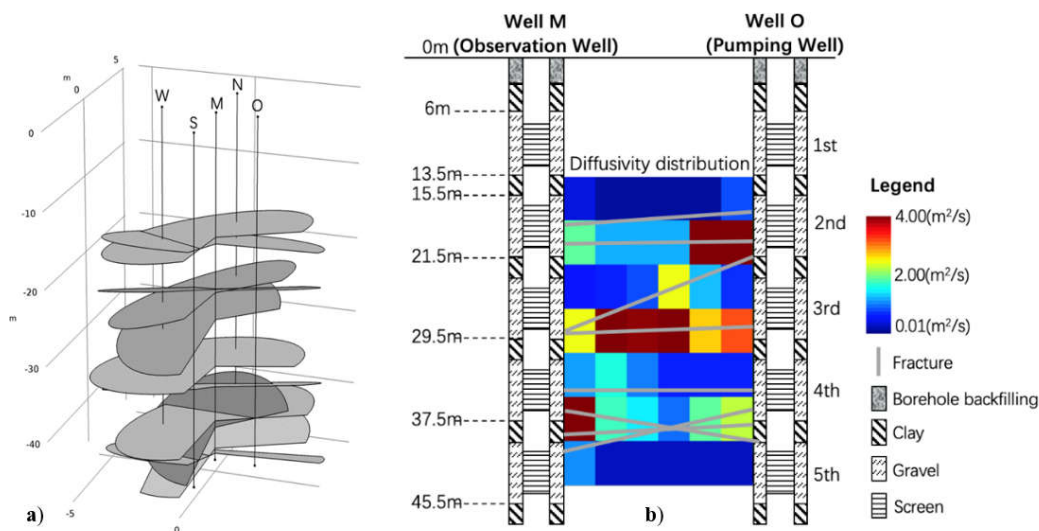 m
0
5
0
-10
-20
m
-30
-40
-5
0
W
S
M
N
O
a)
Well M
(Observation Well)
Well O
(Pumping Well)
0m
6m
13.5m
15.5m
21.5m
29.5m
37.5m
45.5m
Diffusivity distribution
1st
2nd
3rd
4th
5th
b)
Legend
4.00(m²/s)
2.00(m²/s)
0.01(m²/s)
Fracture
Borehole backfilling
Clay
Gravel
Screen